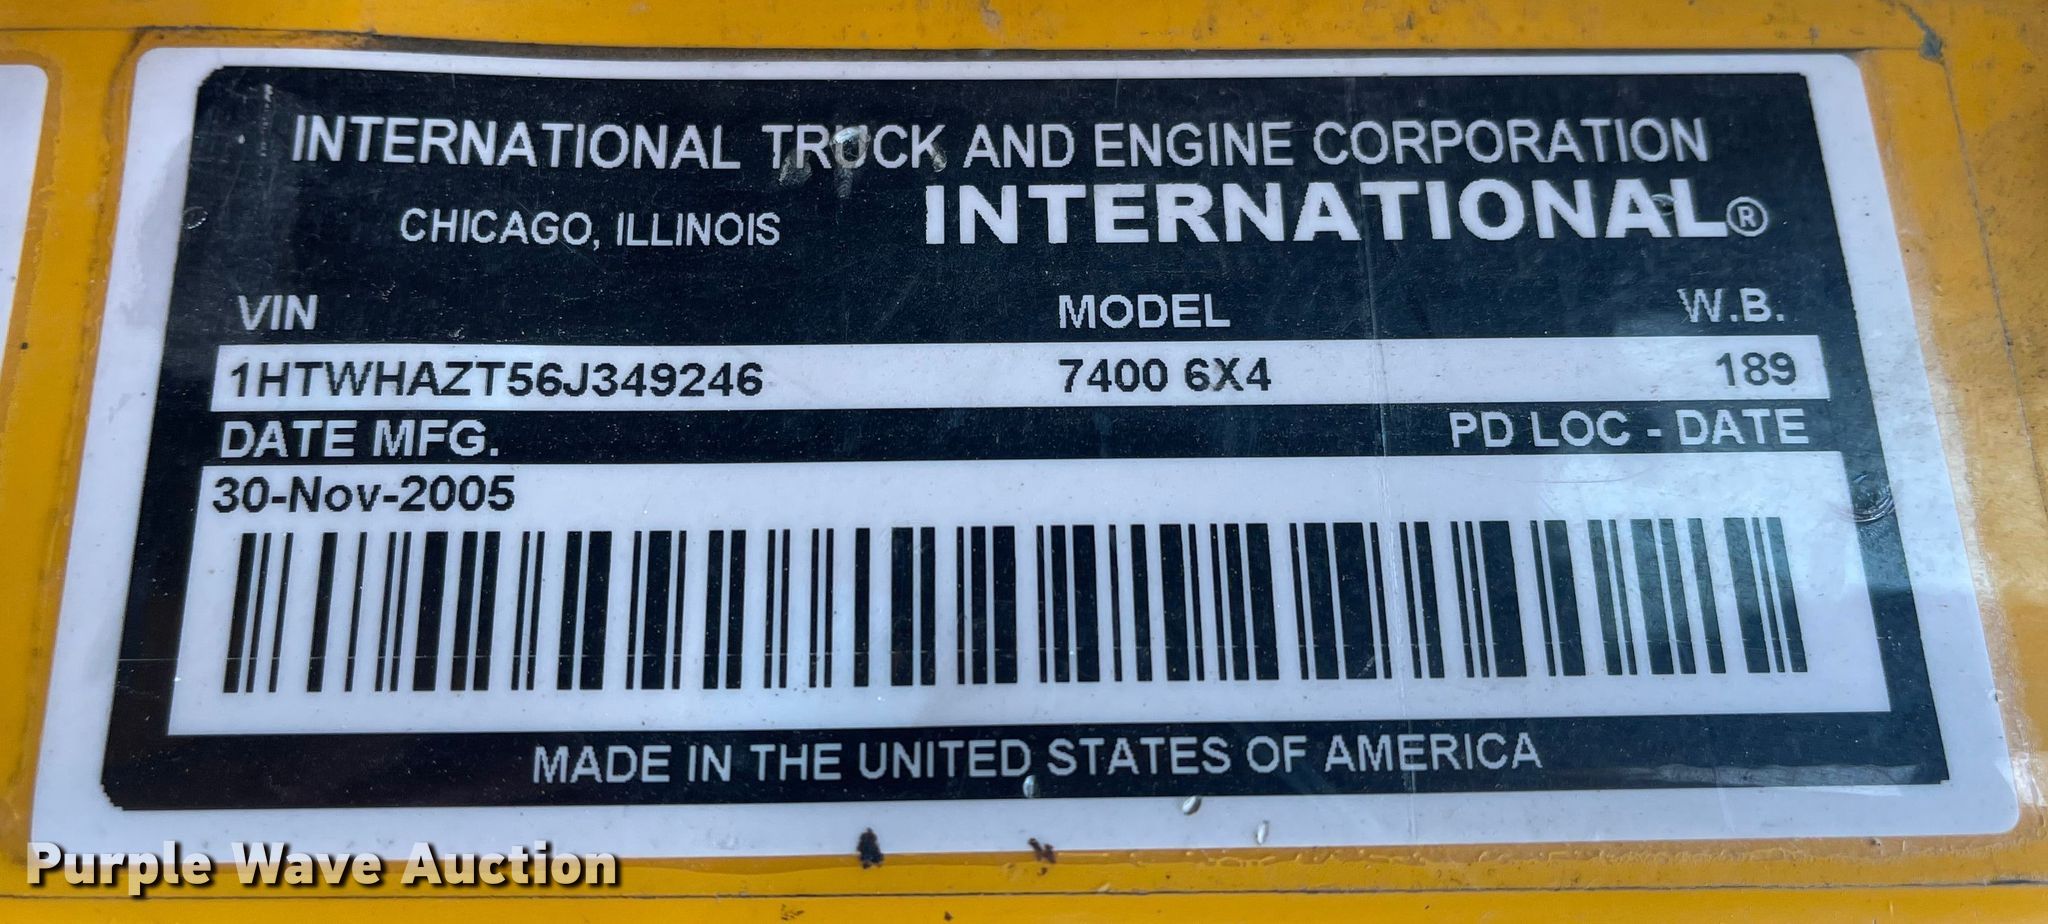 INTERNATIONAL TRUCK AND ENGINE CORPORATION
CHICAGO, ILLINOIS INTERNATIONAL®
VIN MODEL W.B.
1HTWHAZT56J349246 7400 6X4 189
DATE MFG. PD LOC - DATE
30-Nov-2005
MADE IN THE UNITED STATES OF AMERICA
Purple Wave Auction